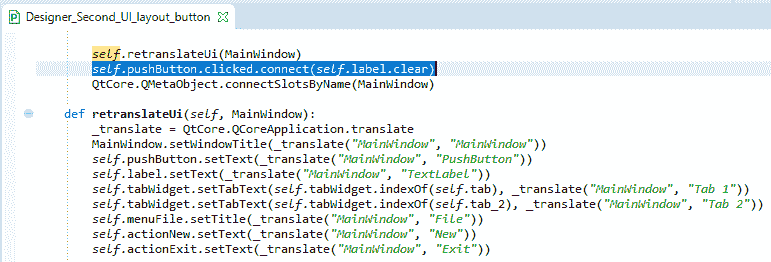 Designer_Second_UI_layout_button
self.retranslateUi(MainWindow)
self.pushButton.clicked.connect(self.label.clear)
QtCore.QMetaObject.connectSlotsByName(MainWindow)
def retranslateUi(self, MainWindow):
_translate = QtCore.QCoreApplication.translate
MainWindow.setWindowTitle(_translate("MainWindow", "MainWindow"))
self.pushButton.setText(_translate("MainWindow", "PushButton"))
self.label.setText(_translate("MainWindow", "TextLabel"))
self.tabWidget.setTabText(self.tabWidget.indexOf(self.tab), _translate("MainWindow", "Tab 1"))
self.tabWidget.setTabText(self.tabWidget.indexOf(self.tab_2), _translate("MainWindow", "Tab 2"))
self.menuFile.setTitle(_translate("MainWindow", "File"))
self.actionNew.setText(_translate("MainWindow", "New"))
self.actionExit.setText(_translate("MainWindow", "Exit"))